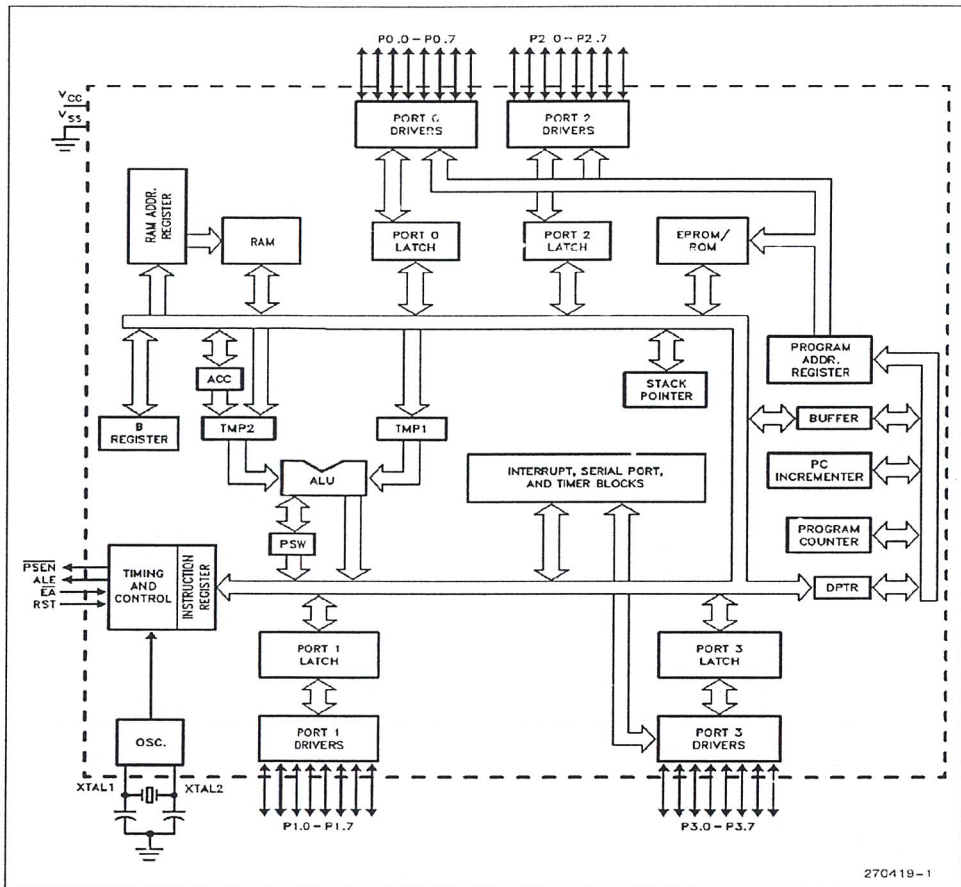 P0.0-P0.7
P2 0-P2.7
VCC
VSS
PORT 0
DRIVERS
PORT 2
DRIVERS
RAM ADDR.
REGISTER
RAM
PORT 0
LATCH
PORT 2
LATCH
EPROM/
ROM
PROGRAM
ADDR.
REGISTER
ACC
STACK
POINTER
B
REGISTER
TMP2
TMP1
BUFFER
ALU
INTERRUPT, SERIAL PORT,
AND TIMER BLOCKS
PC
INCREMENTER
PSW
PROGRAM
COUNTER
PSEN
ALE
EA
RST
TIMING
AND
CONTROL
INSTRUCTION
REGISTER
DPTR
PORT 1
LATCH
PORT 3
LATCH
OSC.
PORT 1
DRIVERS
PORT 3
DRIVERS
XTAL1
XTAL2
P1.0-P1.7
P3.0-P3.7
270419-1